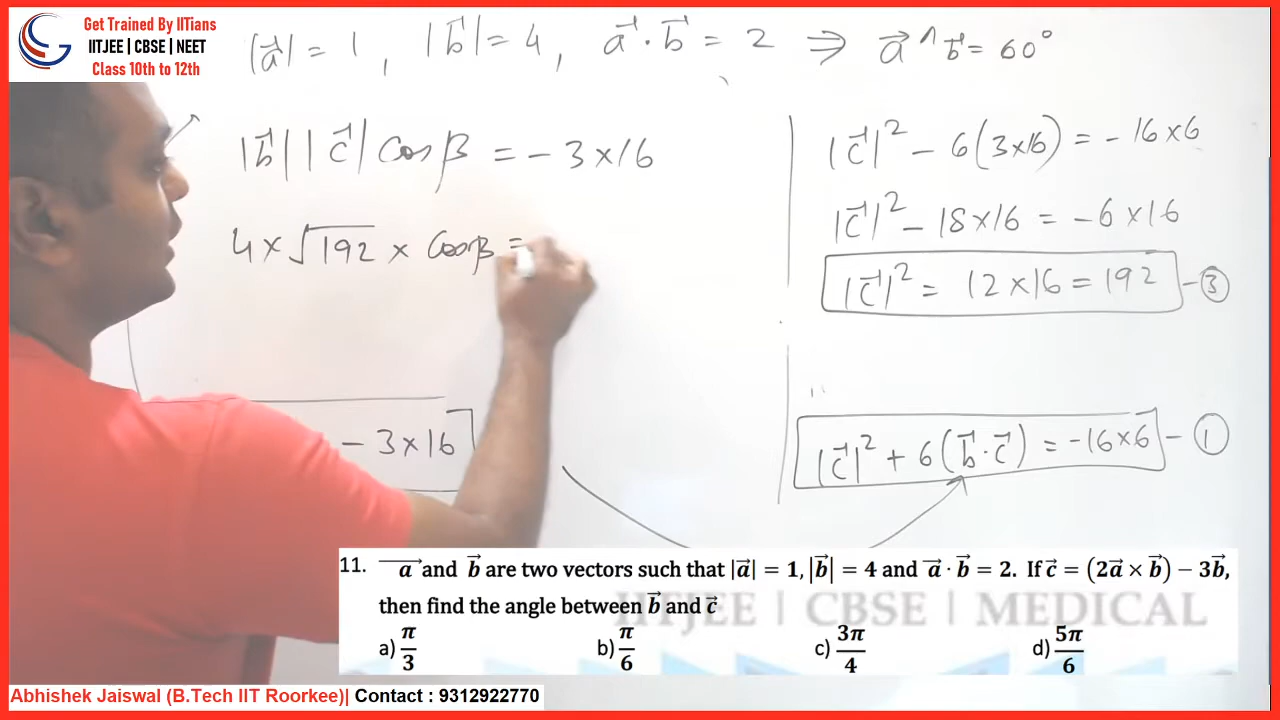 Get Trained By IITians
IITJEE | CBSE | NEET
Class 10th to 12th
|a⃗| = 1 , |b⃗| = 4 , a⃗ · b⃗ = 2 ⇒ a⃗ ^ b⃗ = 60°
|b⃗| |c⃗| Cosβ = - 3 × 16
4 × √192 × Cosβ =
- 3 × 16
|c⃗|² - 6(3×16) = - 16 × 6
|c⃗|² - 18 × 16 = - 6 × 16
|c⃗|² = 12 × 16 = 192 - ③
|c⃗|² + 6(b⃗ · c⃗) = -16 × 6 - ①
11. a⃗ and b⃗ are two vectors such that |a⃗| = 1, |b⃗| = 4 and a⃗ · b⃗ = 2. If c⃗ = (2a⃗ × b⃗) − 3b⃗,
then find the angle between b⃗ and c⃗
a) π/3 b) π/6 c) 3π/4 d) 5π/6
IITJEE | CBSE | MEDICAL
Abhishek Jaiswal (B.Tech IIT Roorkee)| Contact : 9312922770